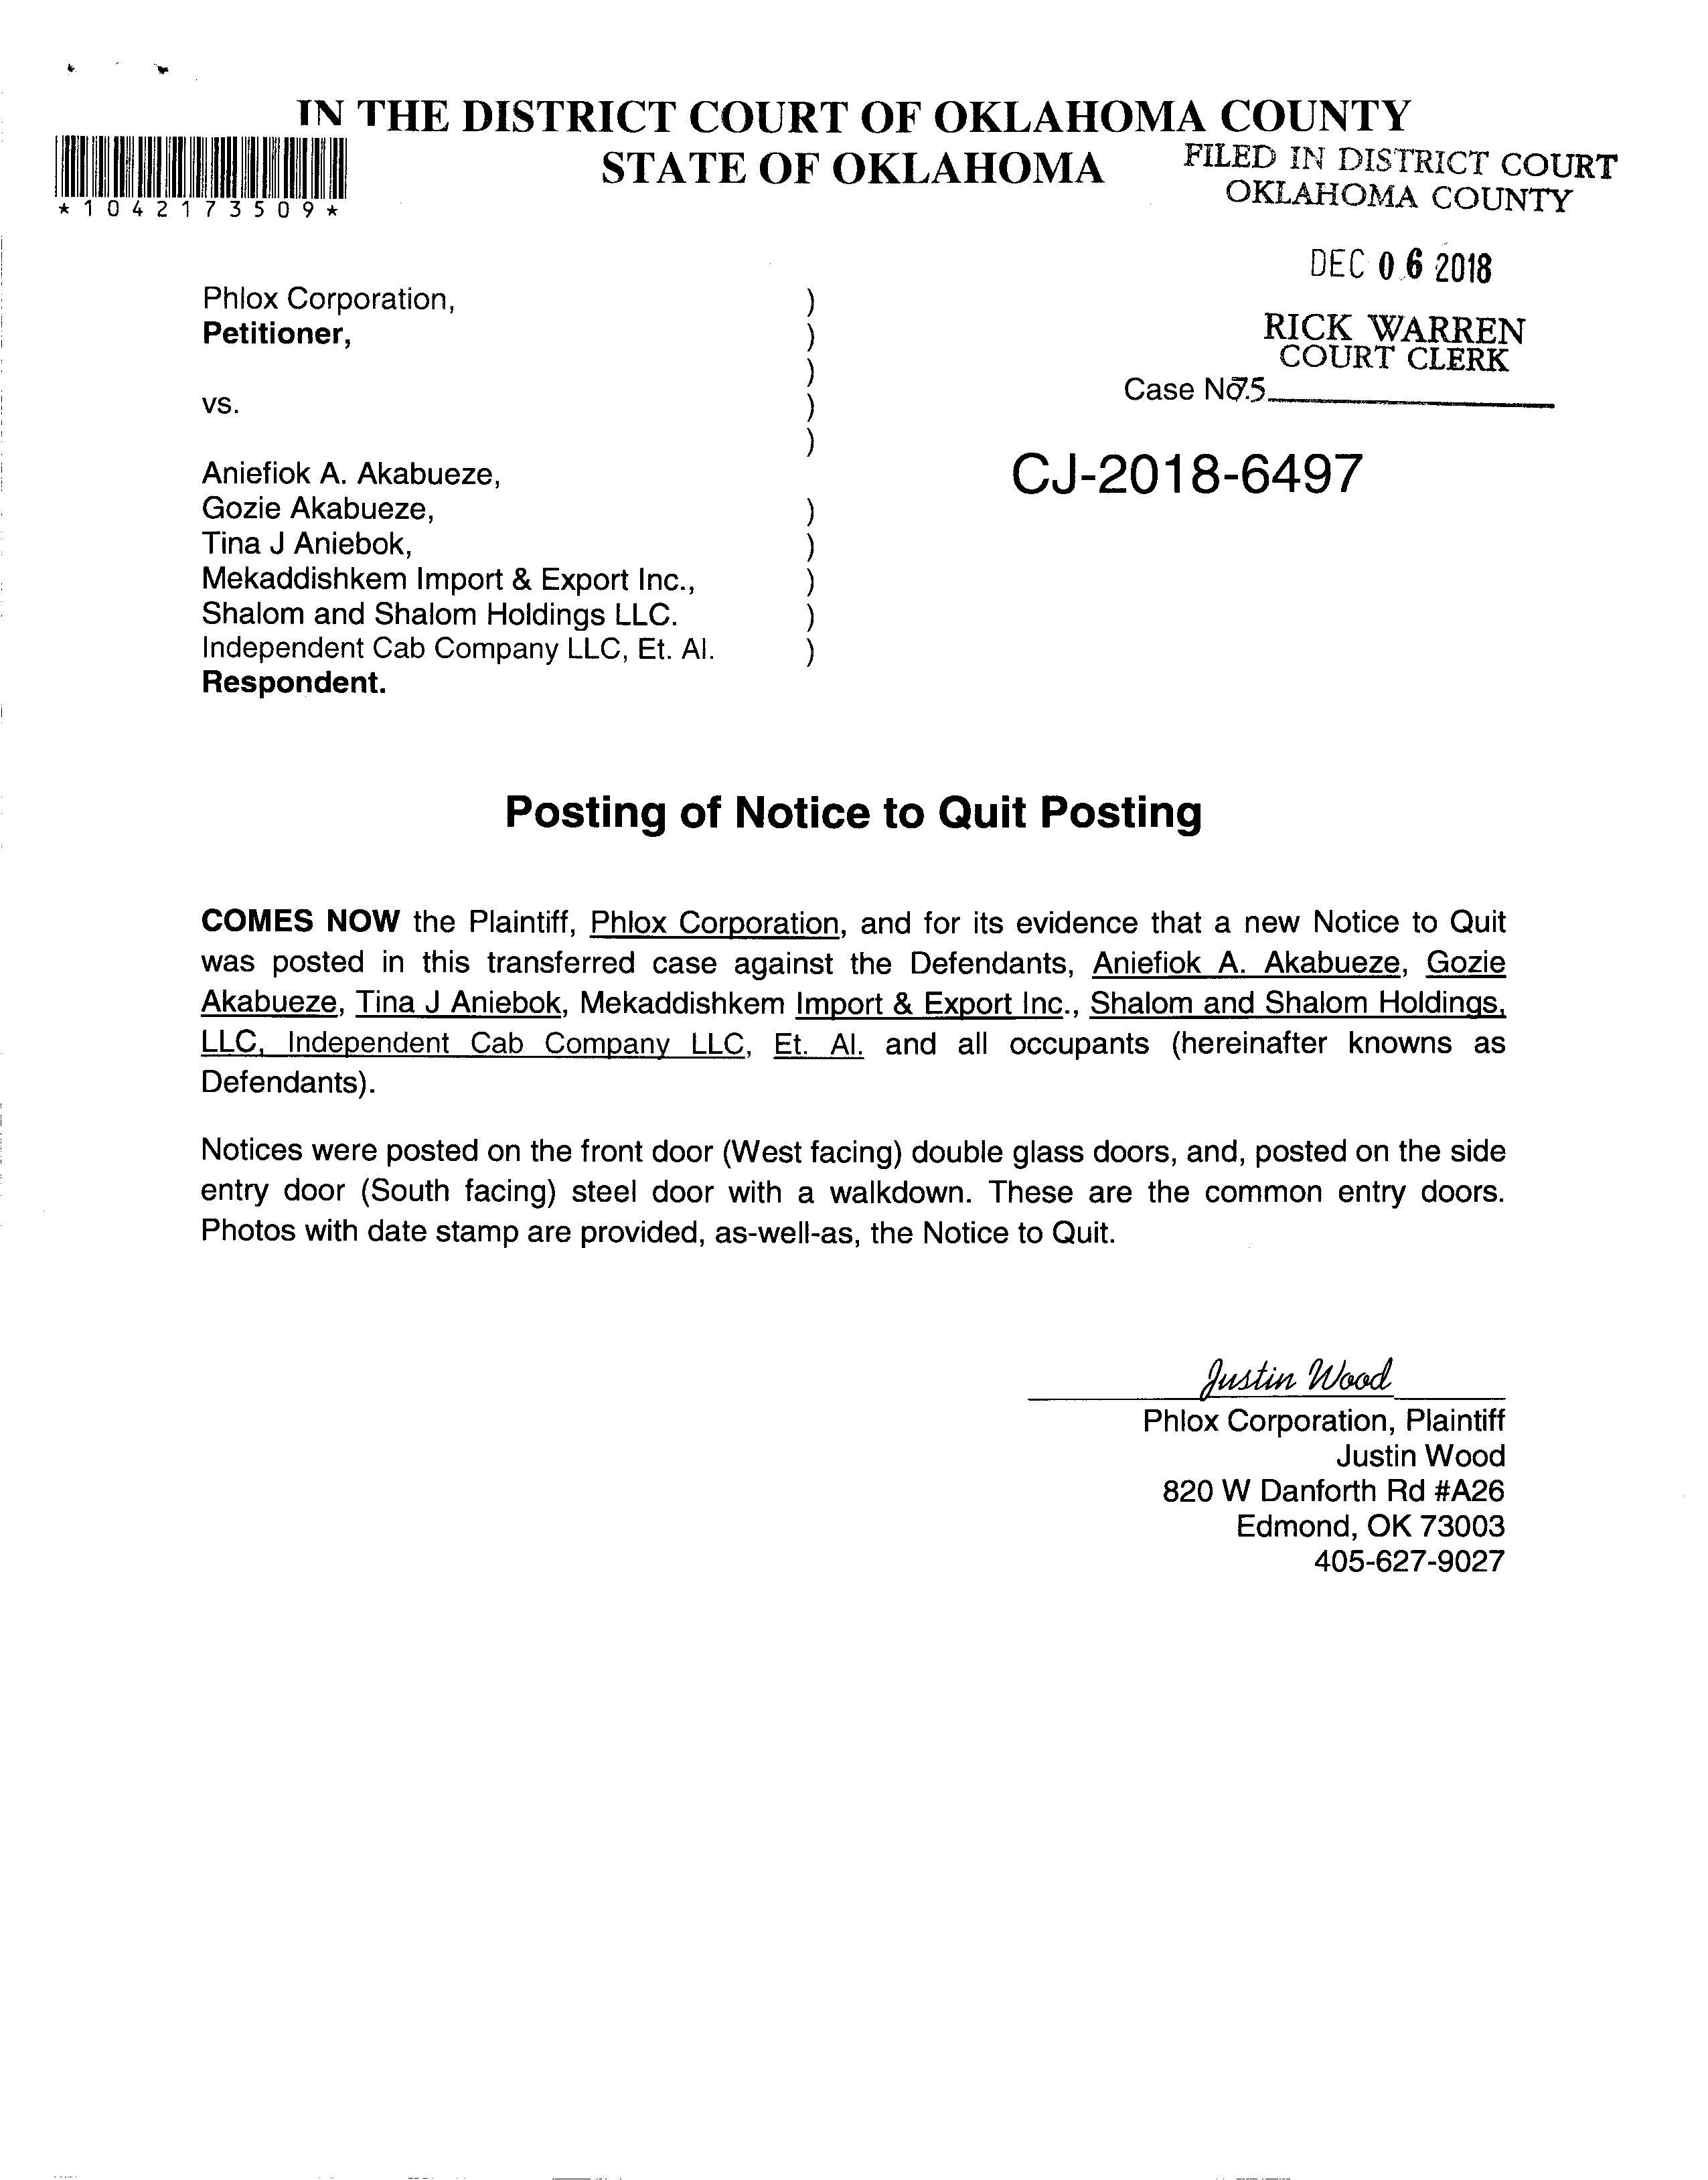 IN THE DISTRICT COURT OF OKLAHOMA COUNTY
STATE OF OKLAHOMA
*1042173509*
FILED IN DISTRICT COURT
OKLAHOMA COUNTY
DEC 06 2018
RICK WARREN
COURT CLERK
Phlox Corporation, )
Petitioner, )
)
vs. )
)
Case No. 75
CJ-2018-6497
Aniefiok A. Akabueze,
Gozie Akabueze, )
Tina J Aniebok, )
Mekaddishkem Import & Export Inc., )
Shalom and Shalom Holdings LLC. )
Independent Cab Company LLC, Et. Al. )
Respondent.
Posting of Notice to Quit Posting
COMES NOW the Plaintiff, Phlox Corporation, and for its evidence that a new Notice to Quit
was posted in this transferred case against the Defendants, Aniefiok A. Akabueze, Gozie
Akabueze, Tina J Aniebok, Mekaddishkem Import & Export Inc., Shalom and Shalom Holdings,
LLC, Independent Cab Company LLC, Et. Al. and all occupants (hereinafter knowns as
Defendants).
Notices were posted on the front door (West facing) double glass doors, and, posted on the side
entry door (South facing) steel door with a walkdown. These are the common entry doors.
Photos with date stamp are provided, as-well-as, the Notice to Quit.
Justin Wood
Phlox Corporation, Plaintiff
Justin Wood
820 W Danforth Rd #A26
Edmond, OK 73003
405-627-9027